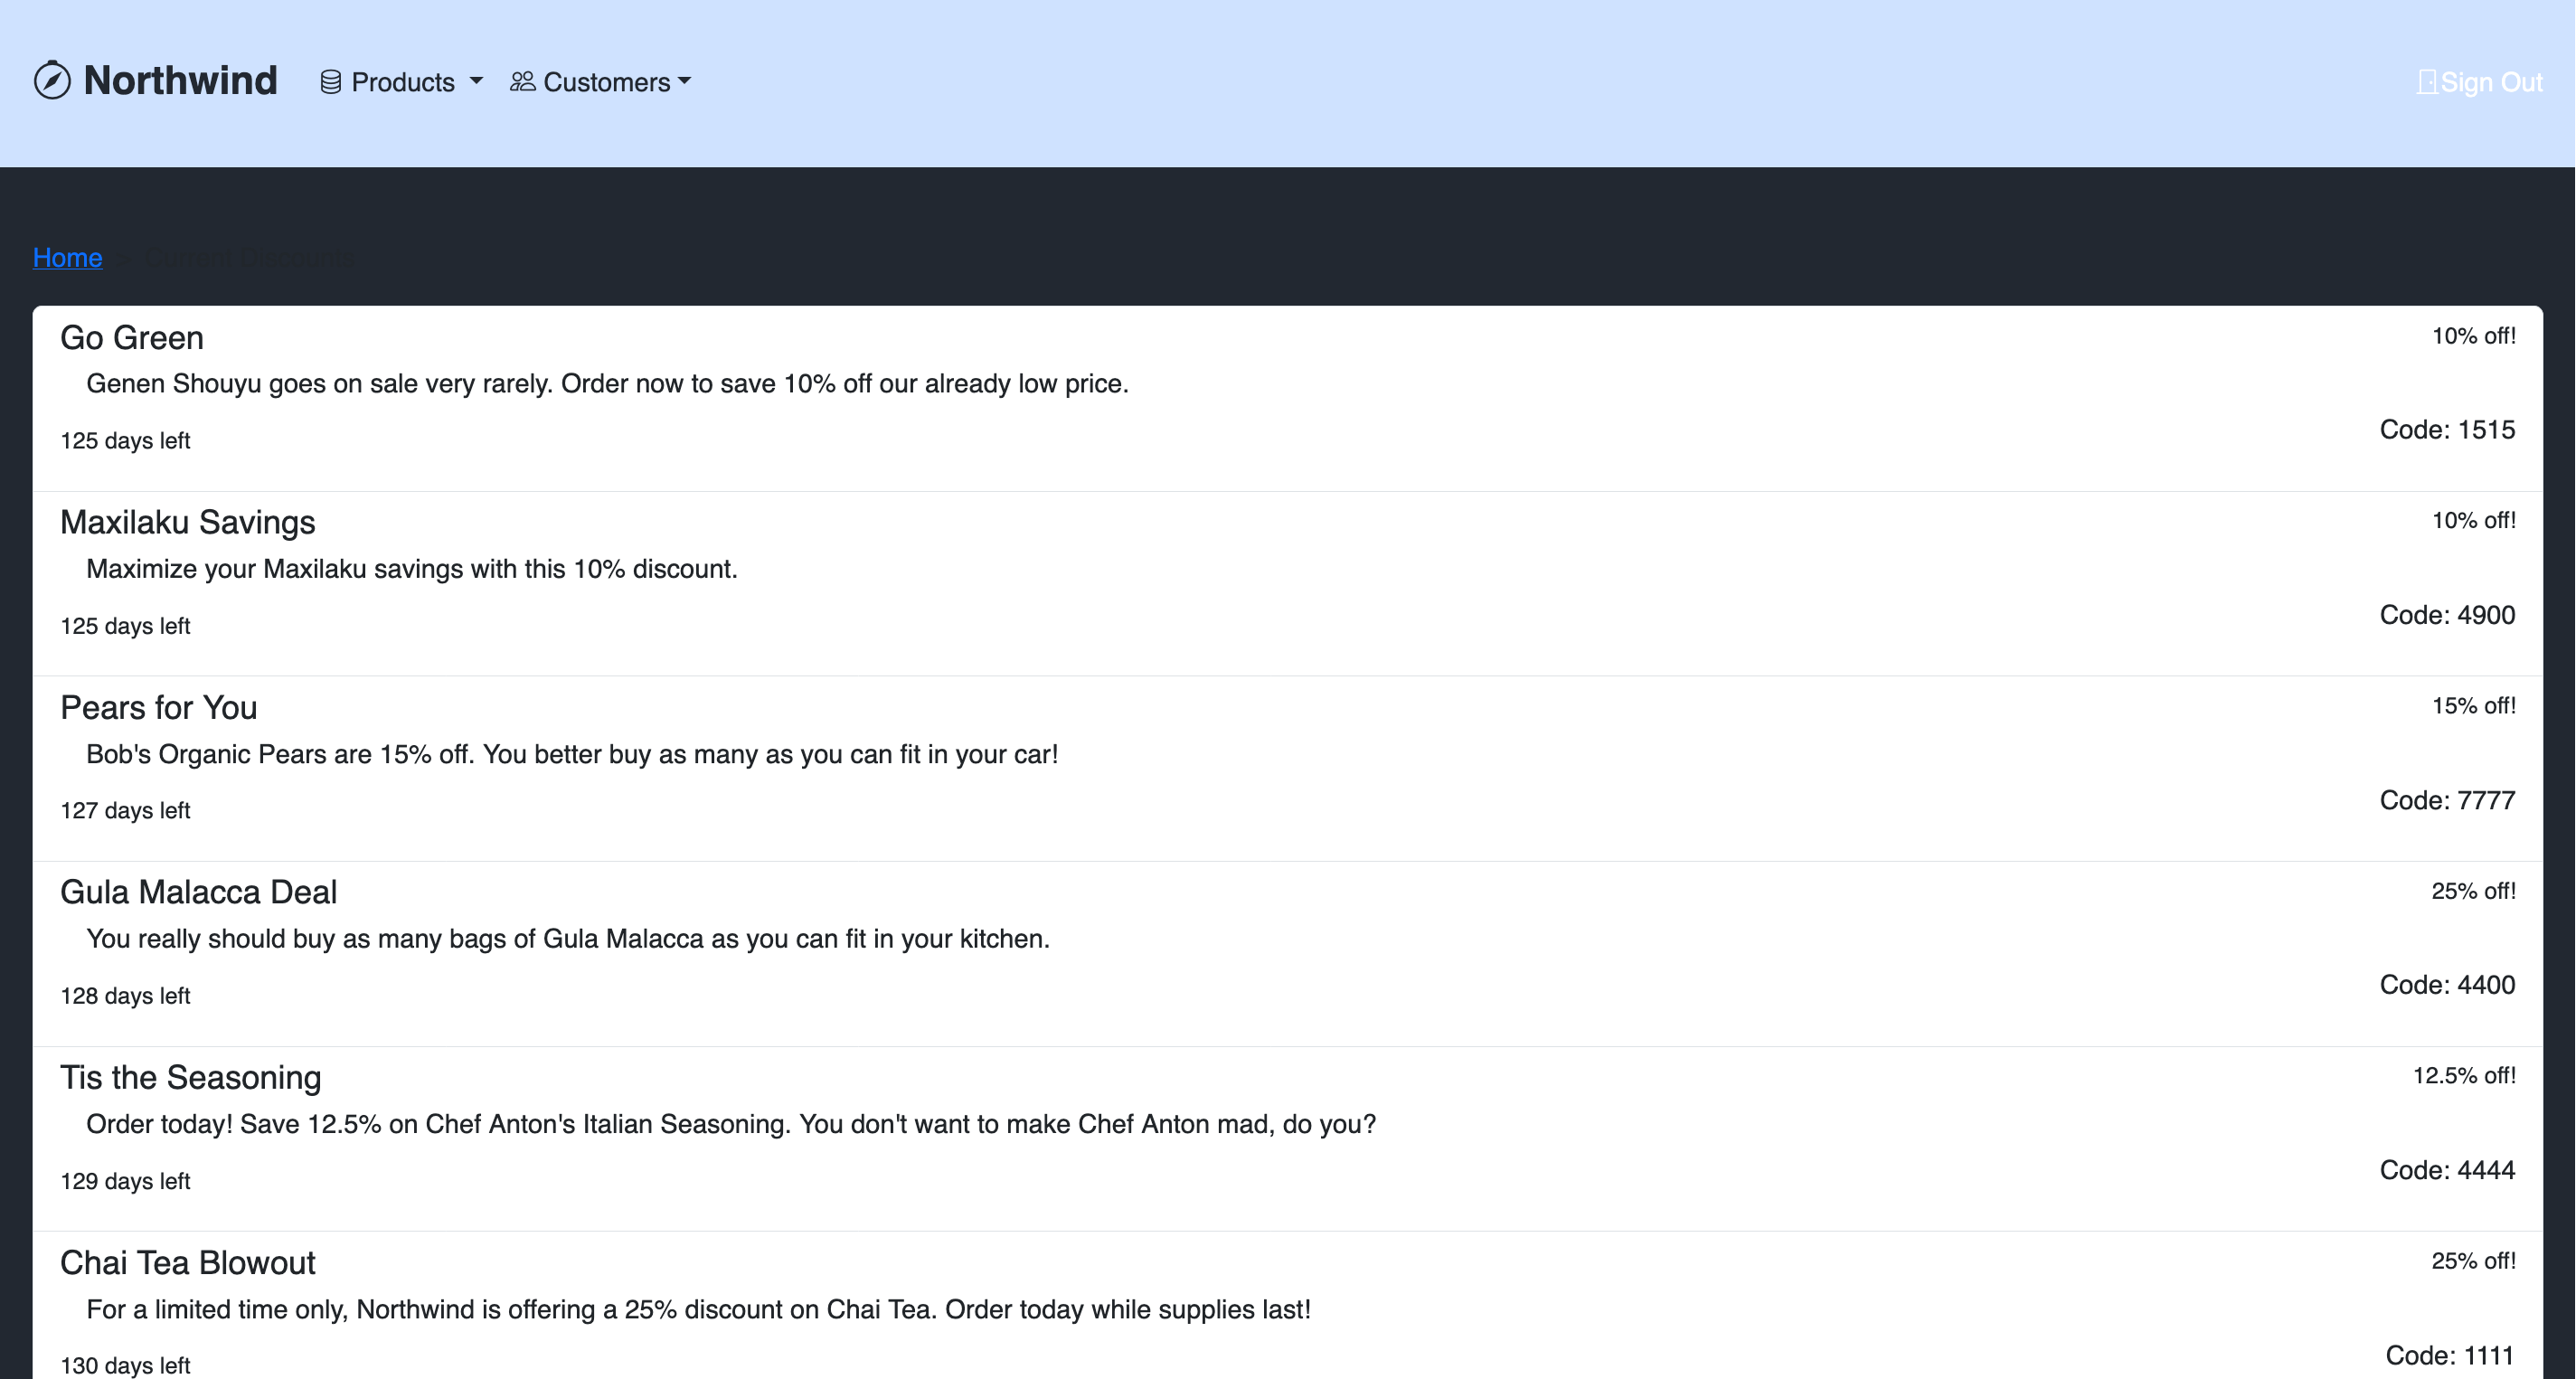 Northwind Products Customers Sign Out
Home > Current Discounts
Go Green 10% off!
Genen Shouyu goes on sale very rarely. Order now to save 10% off our already low price.
125 days left Code: 1515
Maxilaku Savings 10% off!
Maximize your Maxilaku savings with this 10% discount.
125 days left Code: 4900
Pears for You 15% off!
Bob's Organic Pears are 15% off. You better buy as many as you can fit in your car!
127 days left Code: 7777
Gula Malacca Deal 25% off!
You really should buy as many bags of Gula Malacca as you can fit in your kitchen.
128 days left Code: 4400
Tis the Seasoning 12.5% off!
Order today! Save 12.5% on Chef Anton's Italian Seasoning. You don't want to make Chef Anton mad, do you?
129 days left Code: 4444
Chai Tea Blowout 25% off!
For a limited time only, Northwind is offering a 25% discount on Chai Tea. Order today while supplies last!
130 days left Code: 1111